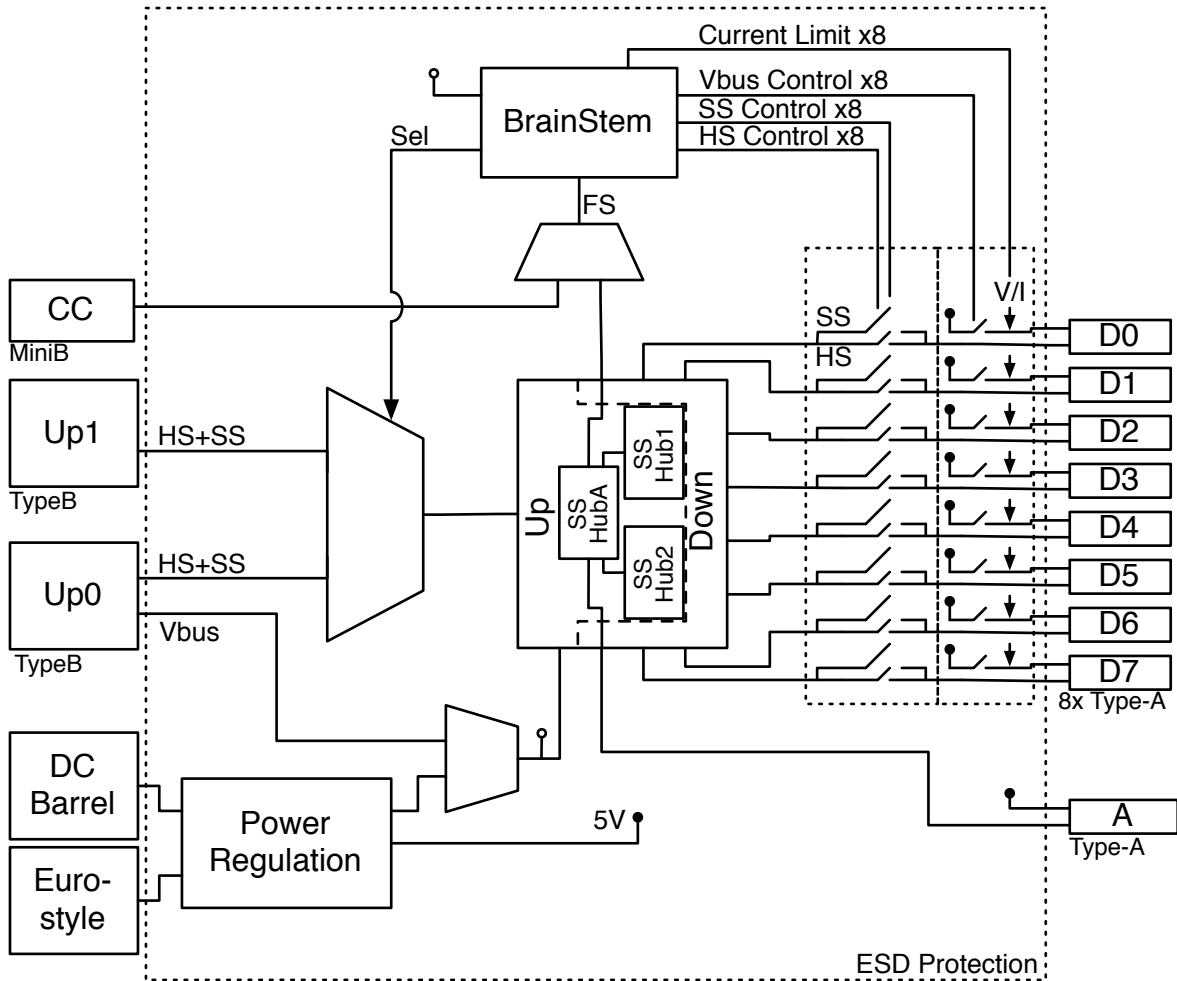 Current Limit x8
Vbus Control x8
SS Control x8
HS Control x8
BrainStem
Sel
FS
CC
MiniB
V/I
SS
HS
D0
D1
D2
D3
D4
D5
D6
D7
8x Type-A
Up1
HS+SS
TypeB
Up0
HS+SS
Vbus
TypeB
Up
SS
HubA
SS
Hub1
SS
Hub2
Down
DC
Barrel
Power
Regulation
5V
Euro-
style
A
Type-A
ESD Protection